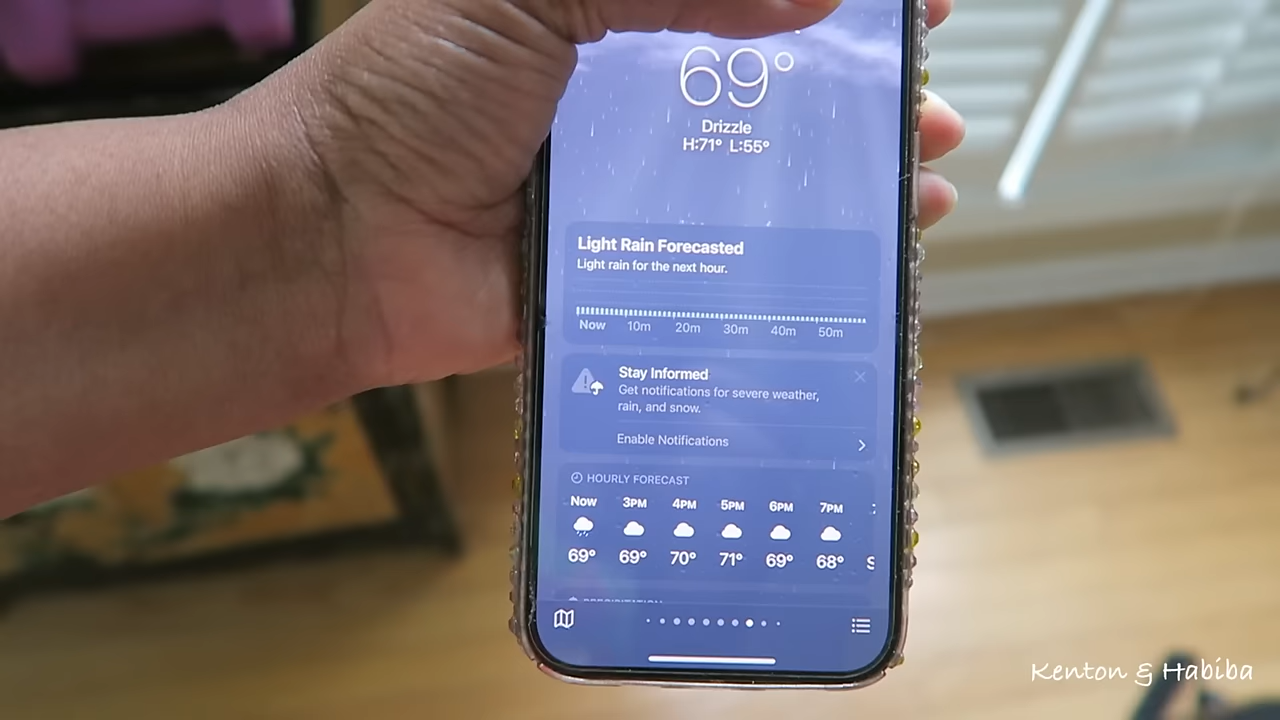 69°
Drizzle
H:71° L:55°
Light Rain Forecasted
Light rain for the next hour.
Now 10m 20m 30m 40m 50m
Stay Informed
Get notifications for severe weather,
rain, and snow.
Enable Notifications
HOURLY FORECAST
Now 3PM 4PM 5PM 6PM 7PM
69° 69° 70° 71° 69° 68°
Kenton & Habiba